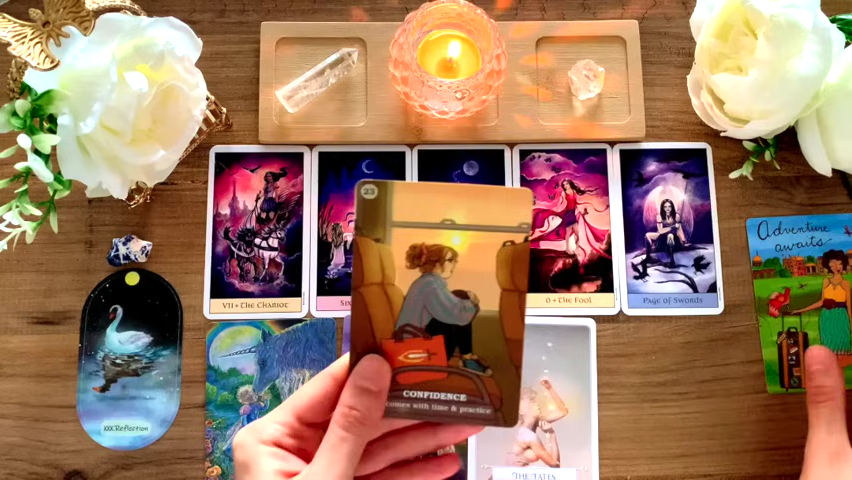 Adventure
awaits
VII • The Chariot
Six
0 • The Fool
Page of Swords
23
CONFIDENCE
comes with time & practice
XXX Reflection